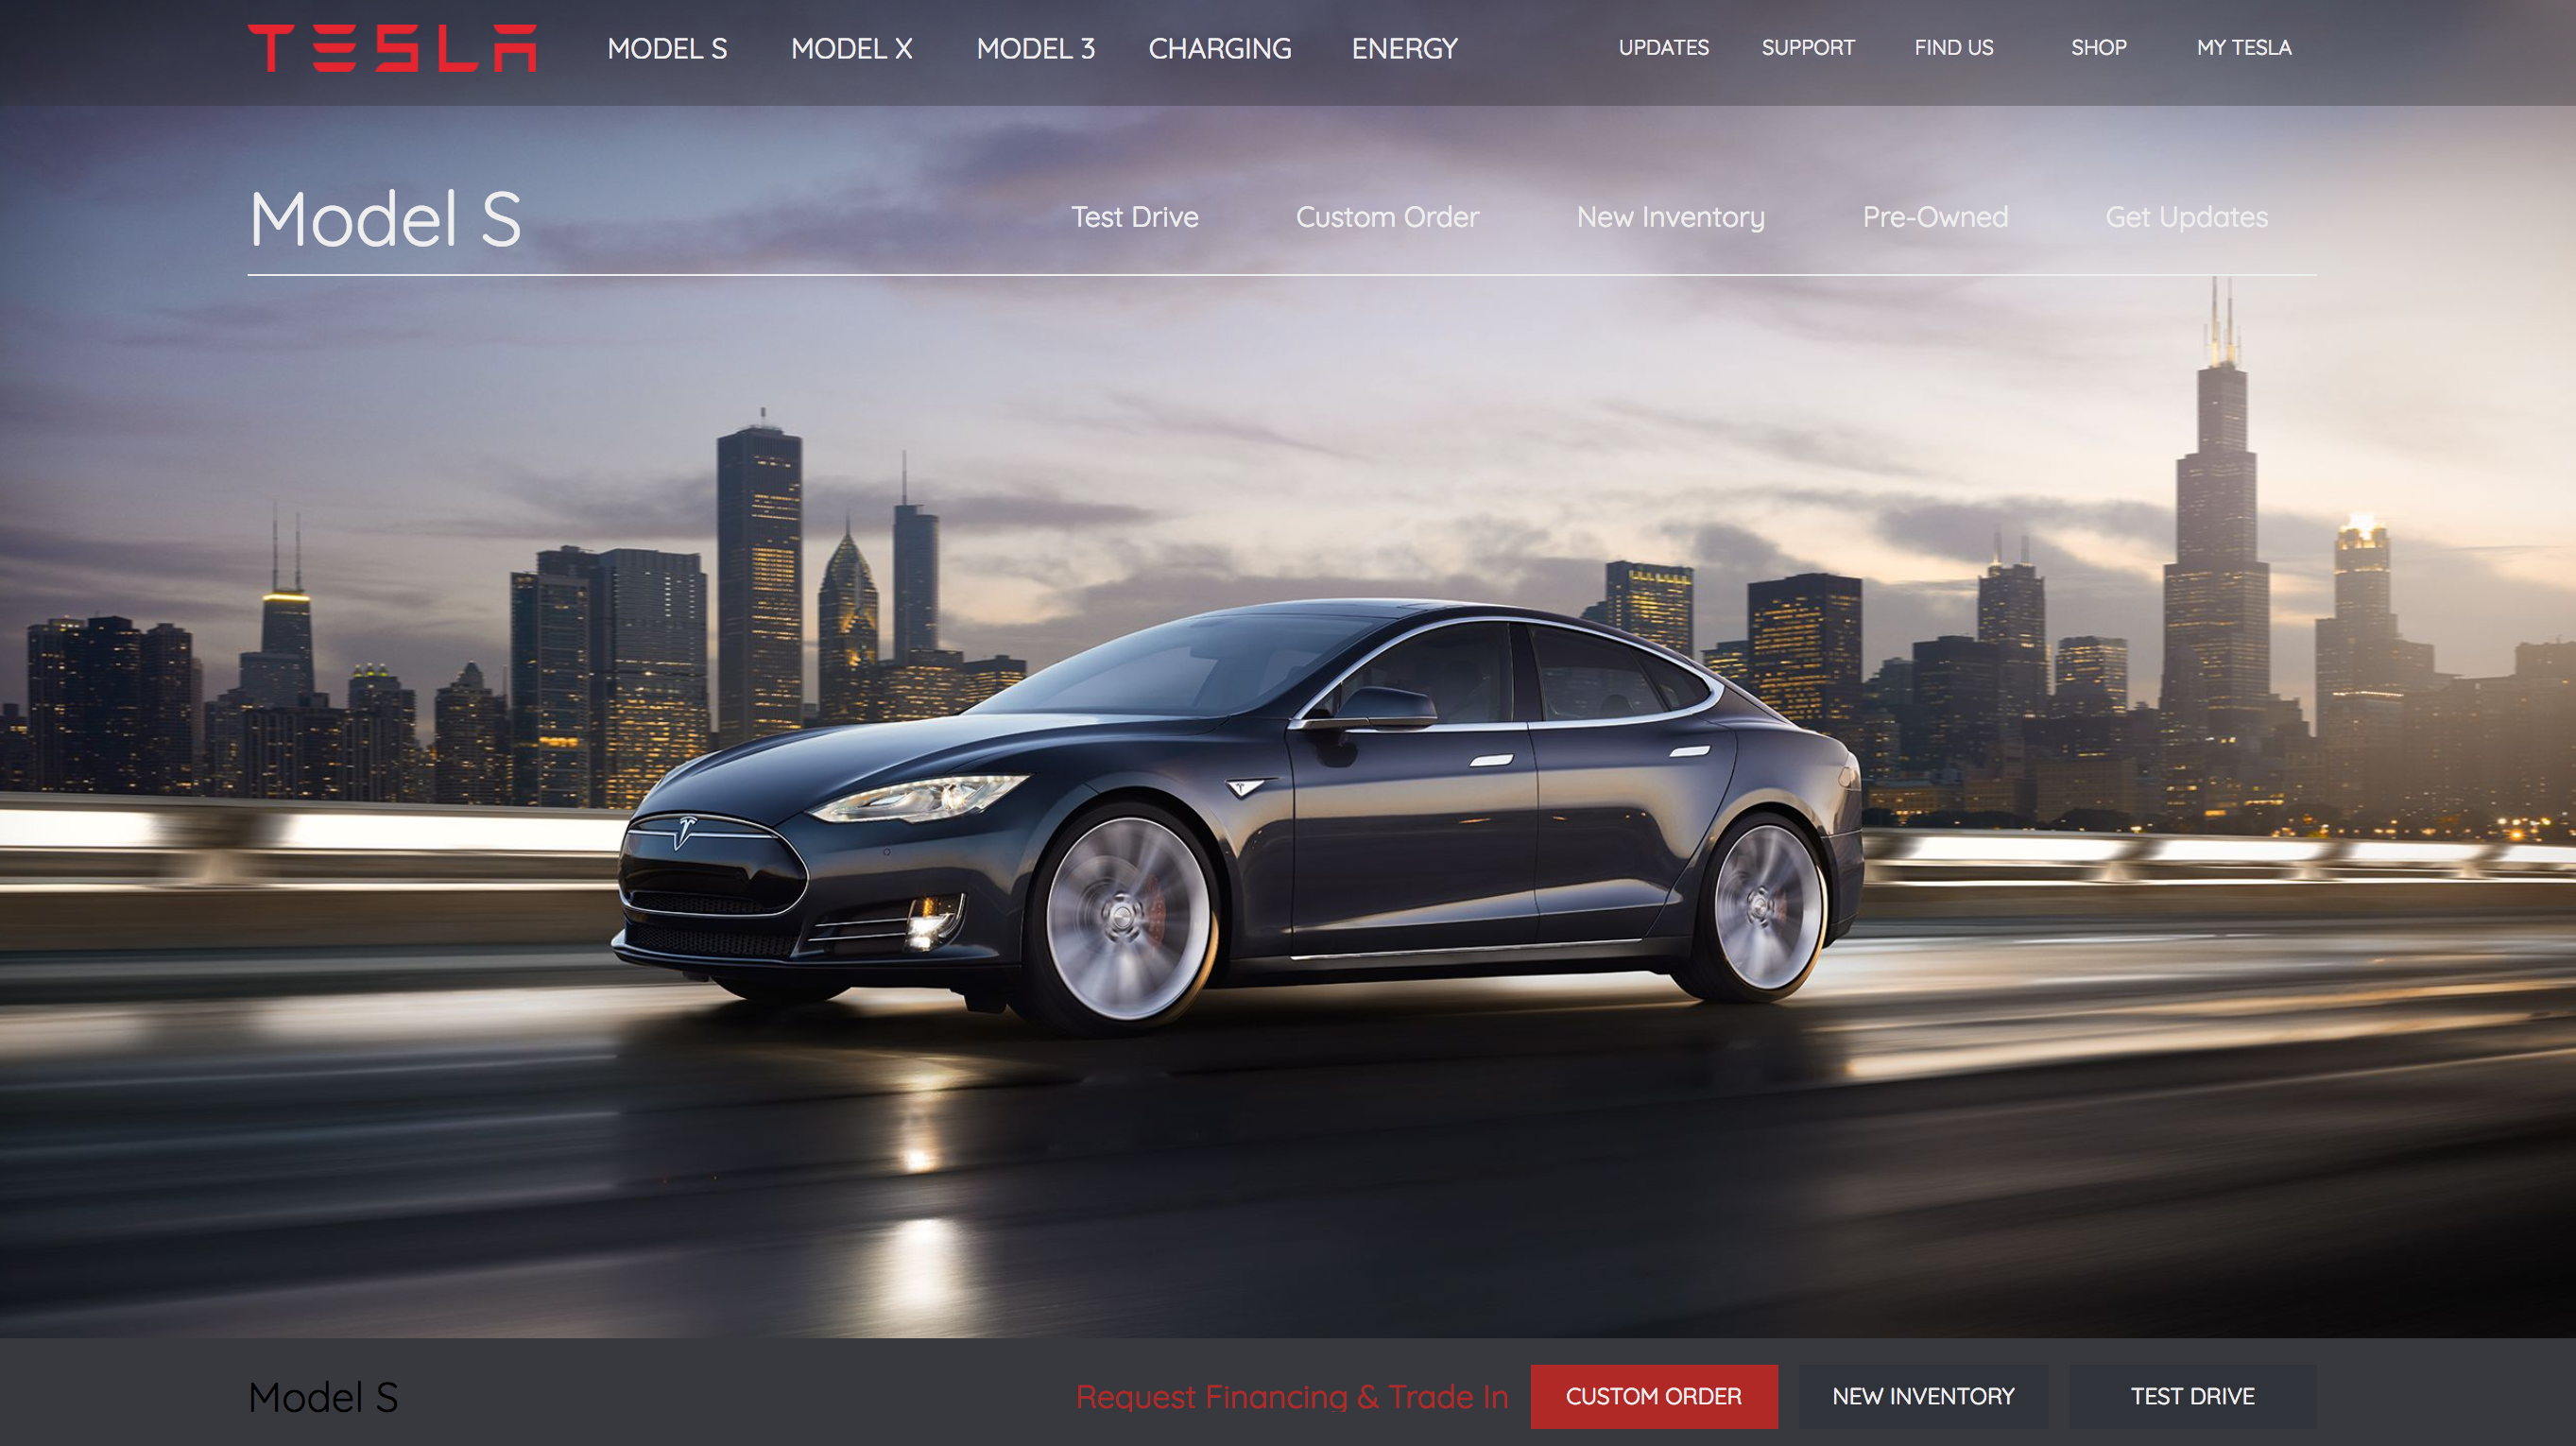 TESLA MODEL S MODEL X MODEL 3 CHARGING ENERGY UPDATES SUPPORT FIND US SHOP MY TESLA
Model S Test Drive Custom Order New Inventory Pre-Owned Get Updates
Model S Request Financing & Trade In CUSTOM ORDER NEW INVENTORY TEST DRIVE